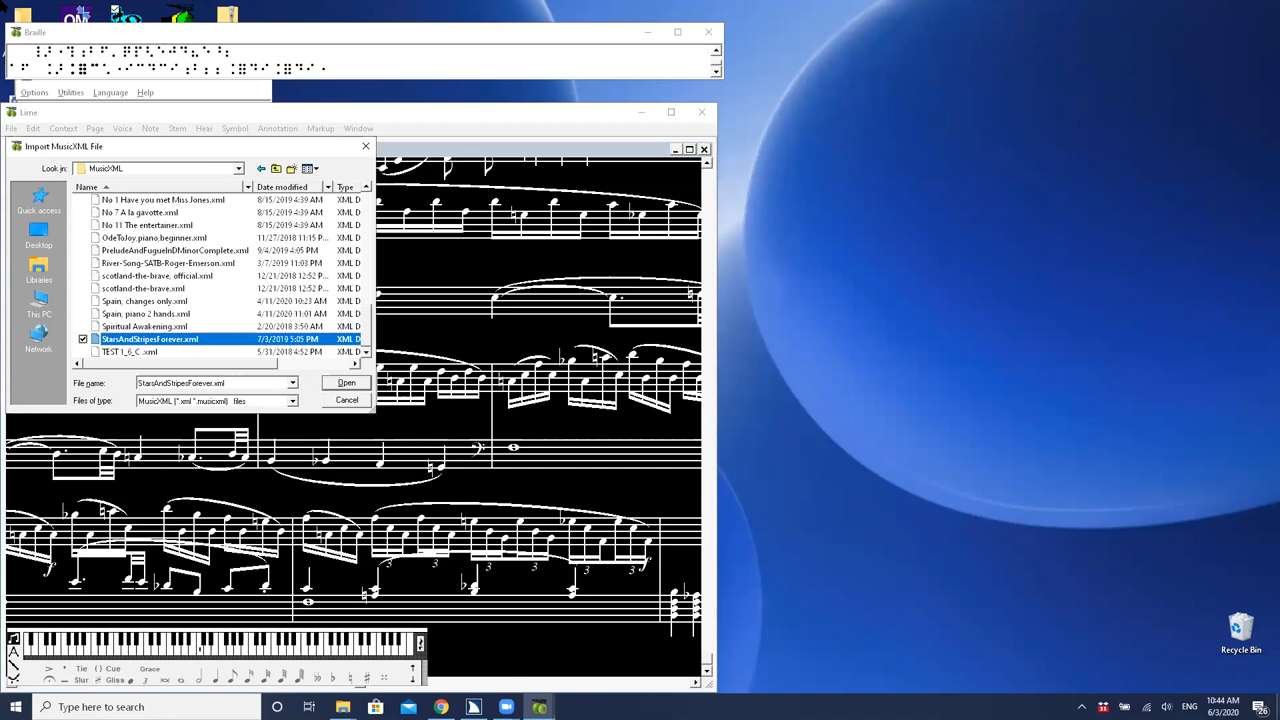 Braille
⠀
Options Utilities Language Help
Lime
File Edit Context Page Voice Note Stem Hear Symbol Annotation Markup Window
Import MusicXML File
Look in: MusicXML
Name Date modified Type
No 1 Have you met Miss Jones.xml 8/15/2019 4:39 AM XML D
No 7 A la gavotte.xml 8/15/2019 4:39 AM XML D
No 11 The entertainer.xml 8/15/2019 4:39 AM XML D
OdeToJoy,piano,beginner.xml 11/27/2018 11:15 P... XML D
PreludeAndFugueInDMinorComplete.xml 9/4/2019 4:05 PM XML D
River-Song-SATB-Roger-Emerson.xml 3/7/2019 11:03 PM XML D
scotland-the-brave, official.xml 12/21/2018 12:52 P... XML D
scotland-the-brave.xml 12/21/2018 12:52 P... XML D
Spain, changes only.xml 4/11/2020 10:23 AM XML D
Spain, piano 2 hands.xml 4/11/2020 11:01 AM XML D
Spiritual Awakening.xml 2/20/2018 3:50 AM XML D
StarsAndStripesForever.xml 7/3/2019 5:05 PM XML D
TEST 1_6_C .xml 5/31/2018 4:52 PM XML D
Quick access
Desktop
Libraries
This PC
Network
File name: StarsAndStripesForever.xml Open
Files of type: MusicXML (*.xml *.musicxml) files Cancel
f
3 3 3 3 f
Tie ( ) Cue Grace
Slur Gliss
A
Recycle Bin
Type here to search
ENG
10:44 AM
6/3/2020
26